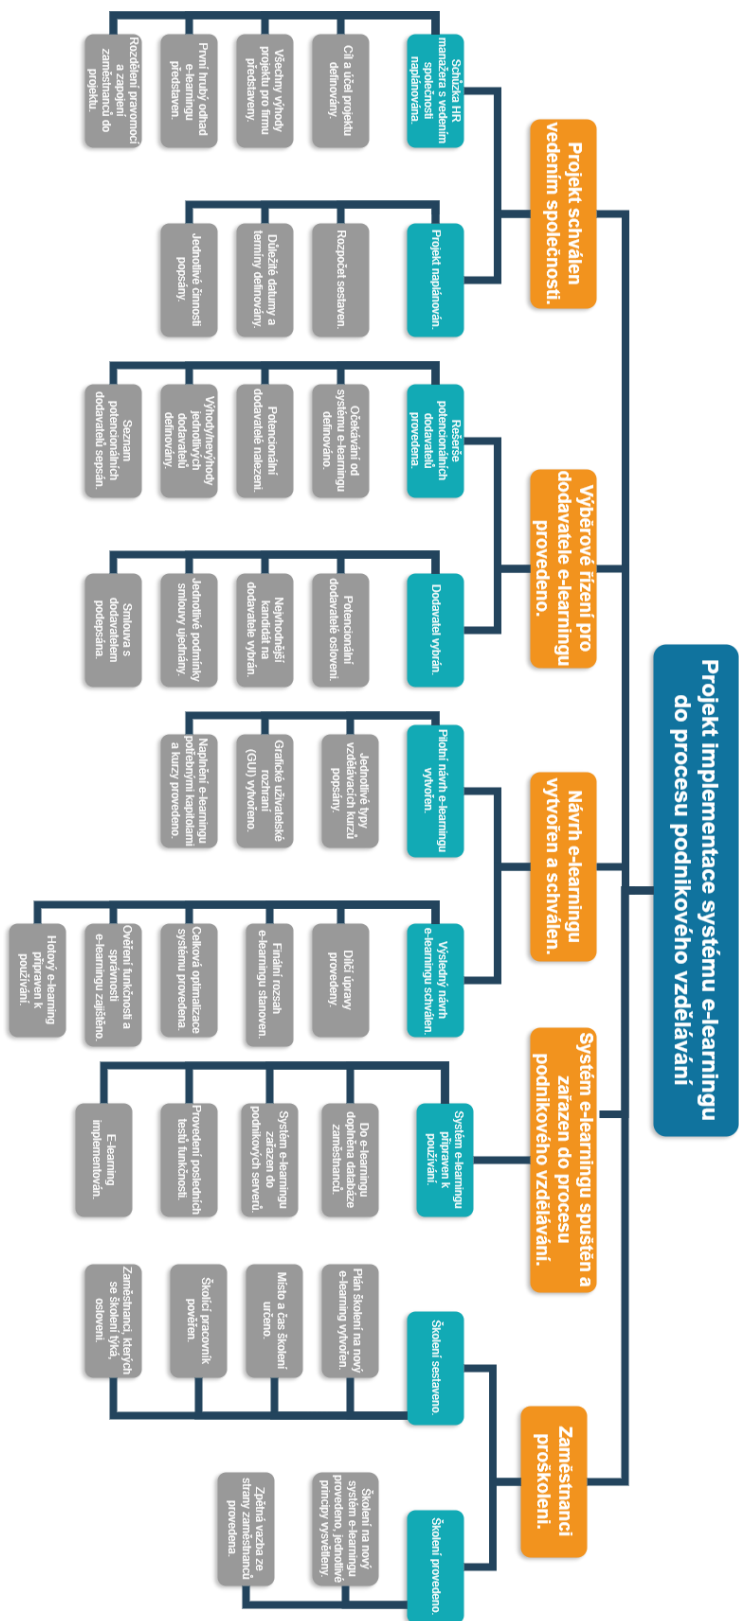 Projekt implementace systému e-learningu
do procesu podnikového vzdělávání
Projekt schválen
vedením společnosti.
Schůzka HR
manažera s vedením
společnosti
naplánována.
Cíl a účel projektu
definovány.
Všechny výhody
projektu pro firmu
představeny.
První hrubý odhad
e-learningu
představen.
Rozdělení pravomocí
a zapojení
zaměstnanců do
projektu.
Projekt naplánován.
Rozpočet sestaven.
Důležité datumy a
termíny definovány.
Jednotlivé činnosti
popsány.
Výběrové řízení pro
dodavatele e-learningu
provedeno.
Rešerše
potencionálních
dodavatelů
provedena.
Očekávání od
systému e-learningu
definováno.
Potencionální
dodavatelé nalezeni.
Výhody/nevýhody
jednotlivých
dodavatelů
definovány.
Seznam
potencionálních
dodavatelů sepsán.
Dodavatel vybrán.
Potencionální
dodavatelé osloveni.
Nejvhodnější
kandidát na
dodavatele vybrán.
Jednotlivé podmínky
smlouvy ujednány.
Smlouva s
dodavatelem
podepsána.
Návrh e-learningu
vytvořen a schválen.
Pilotní návrh e-learningu
vytvořen.
Jednotlivé typy
vzdělávacích kurzů
popsány.
Grafické uživatelské
rozhraní
(GUI) vytvořeno.
Naplnění e-learningu
potřebnými kapitolami
a kurzy provedeno.
Výsledný návrh
e-learningu schválen.
Dílčí úpravy
provedeny.
Finální rozsah
e-learningu stanoven.
Celková optimalizace
systému provedena.
Ověření funkčnosti a
správnosti
e-learningu zajištěno.
Hotový e-learning
připraven k
používání.
Systém e-learningu spuštěn a
zařazen do procesu
podnikového vzdělávání.
Systém e-learningu
připraven k
používání.
Do e-learningu
doplněna databáze
zaměstnanců.
Systém e-learningu
zařazen do
podnikových serverů.
Provedení posledních
testů funkčnosti.
E-learning
implementován.
Zaměstnanci
proškoleni.
Školení sestaveno.
Plán školení na nový
e-learning vytvořen.
Místo a čas školení
určeno.
Školící pracovník
pověřen.
Zaměstnanci, kterých
se školení týká,
osloveni.
Školení provedeno.
Školení na nový
systém e-learningu
provedeno, jednotlivé
principy vysvětleny.
Zpětná vazba ze
strany zaměstnanců
provedena.